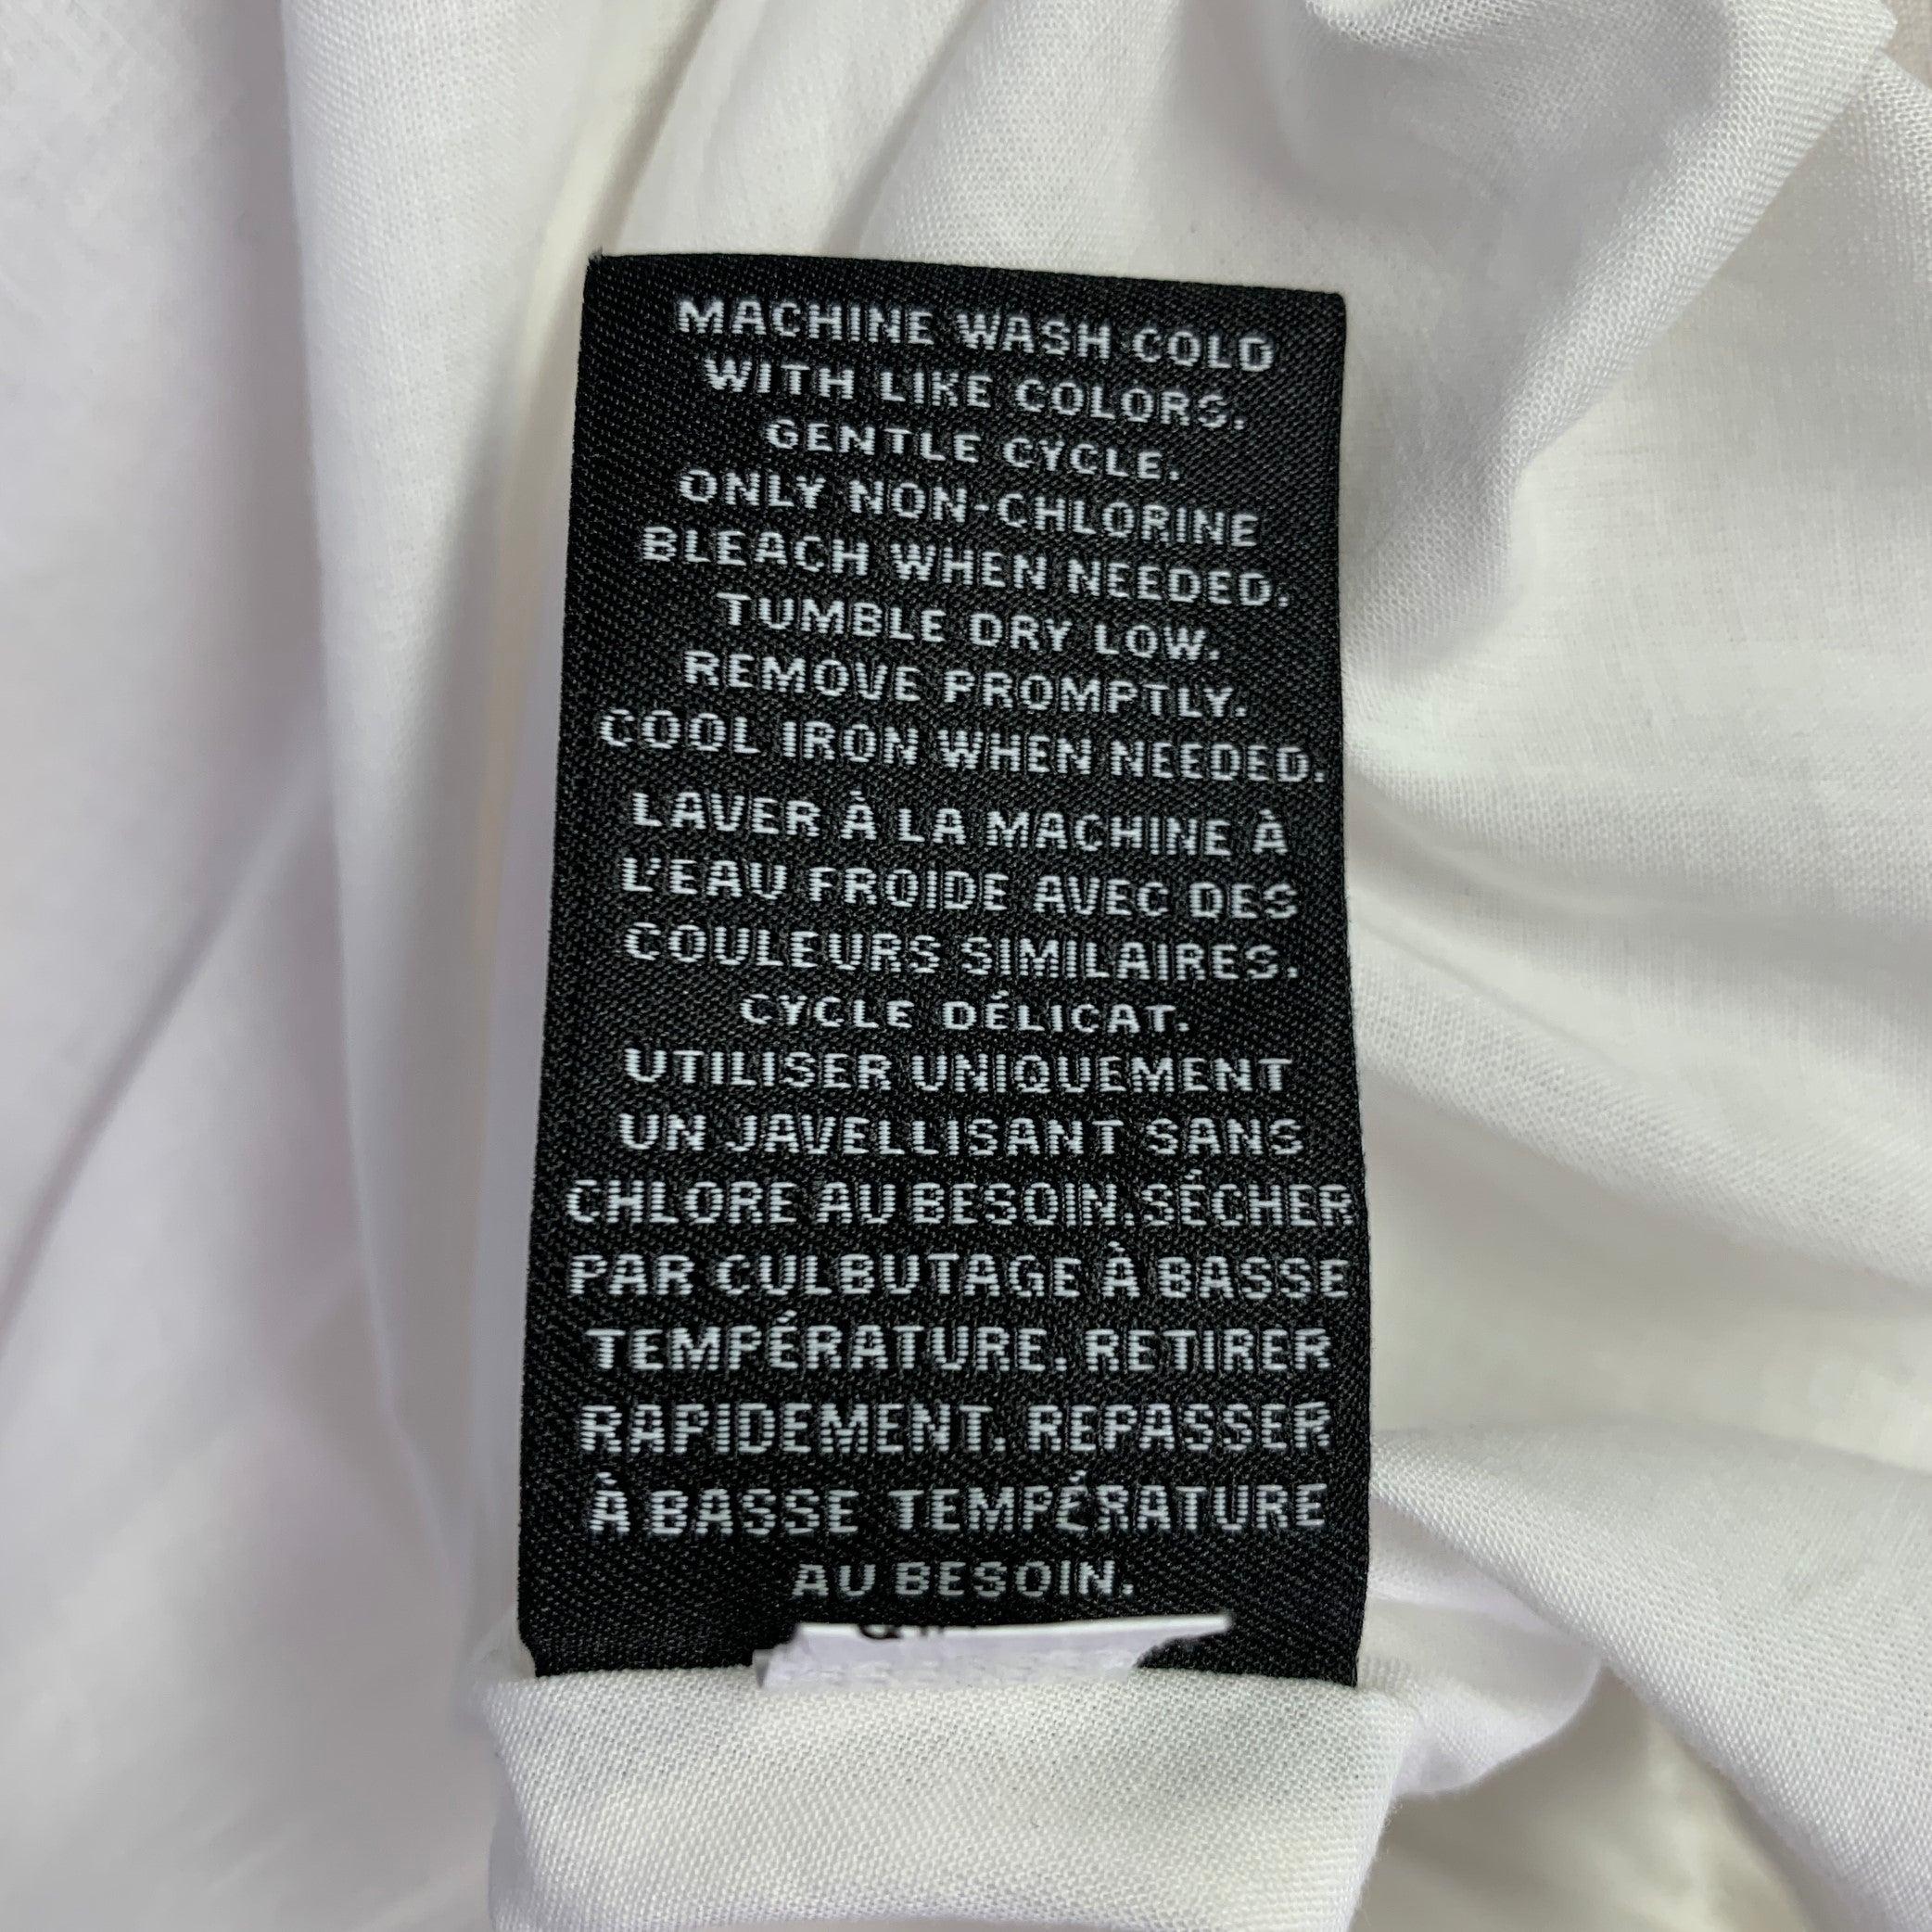 MACHINE WASH COLD
WITH LIKE COLORS.
GENTLE CYCLE.
ONLY NON-CHLORINE
BLEACH WHEN NEEDED.
TUMBLE DRY LOW.
REMOVE PROMPTLY.
COOL IRON WHEN NEEDED.
LAVER À LA MACHINE À
L'EAU FROIDE AVEC DES
COULEURS SIMILAIRES.
CYCLE DÉLICAT.
UTILISER UNIQUEMENT
UN JAVELLISANT SANS
CHLORE AU BESOIN. SÉCHER
PAR CULBUTAGE À BASSE
TEMPÉRATURE. RETIRER
RAPIDEMENT. REPASSER
À BASSE TEMPÉRATURE
AU BESOIN.